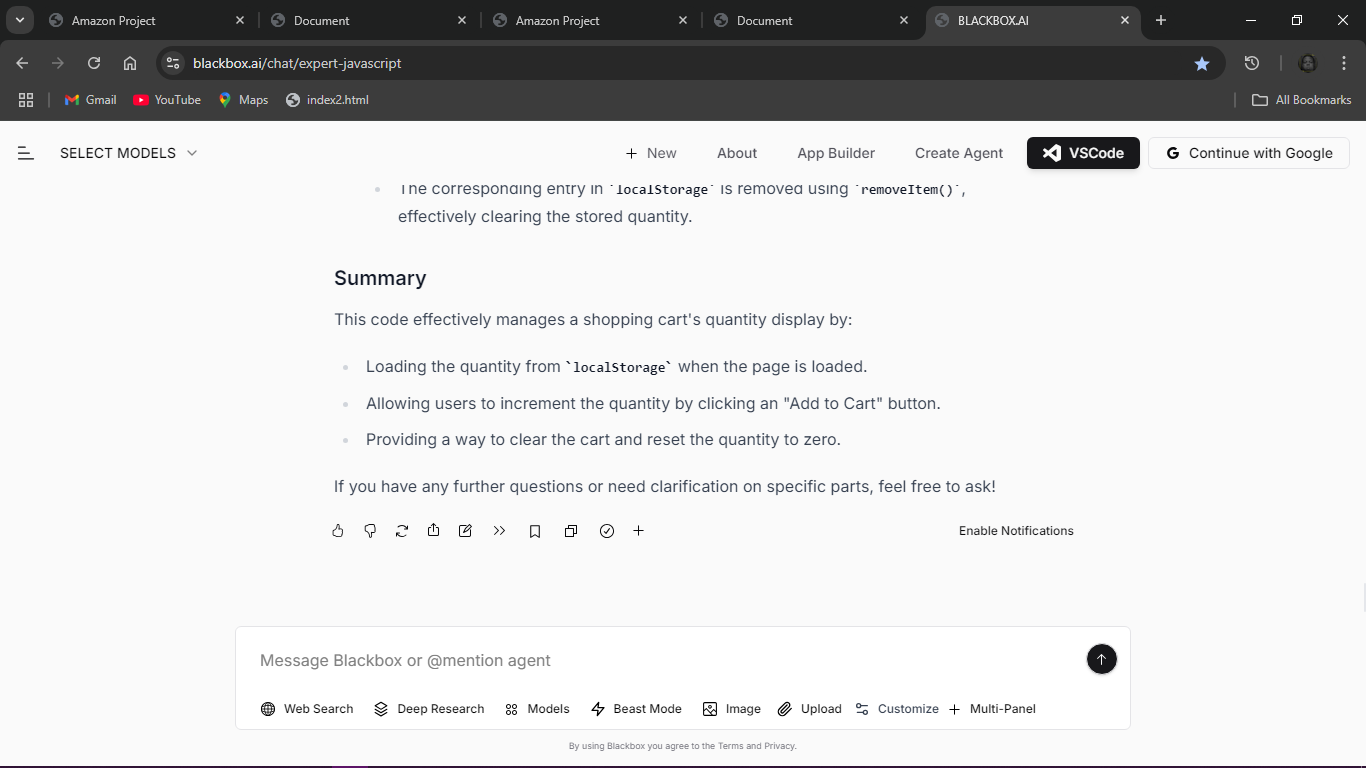 Amazon Project
Document
Amazon Project
Document
BLACKBOX.AI
blackbox.ai/chat/expert-javascript
Gmail
YouTube
Maps
index2.html
All Bookmarks
SELECT MODELS
New
About
App Builder
Create Agent
VSCode
Continue with Google
The corresponding entry in `localStorage` is removed using `removeItem()`,
effectively clearing the stored quantity.
Summary
This code effectively manages a shopping cart's quantity display by:
Loading the quantity from `localStorage` when the page is loaded.
Allowing users to increment the quantity by clicking an "Add to Cart" button.
Providing a way to clear the cart and reset the quantity to zero.
If you have any further questions or need clarification on specific parts, feel free to ask!
Enable Notifications
Message Blackbox or @mention agent
Web Search
Deep Research
Models
Beast Mode
Image
Upload
Customize
Multi-Panel
By using Blackbox you agree to the Terms and Privacy.